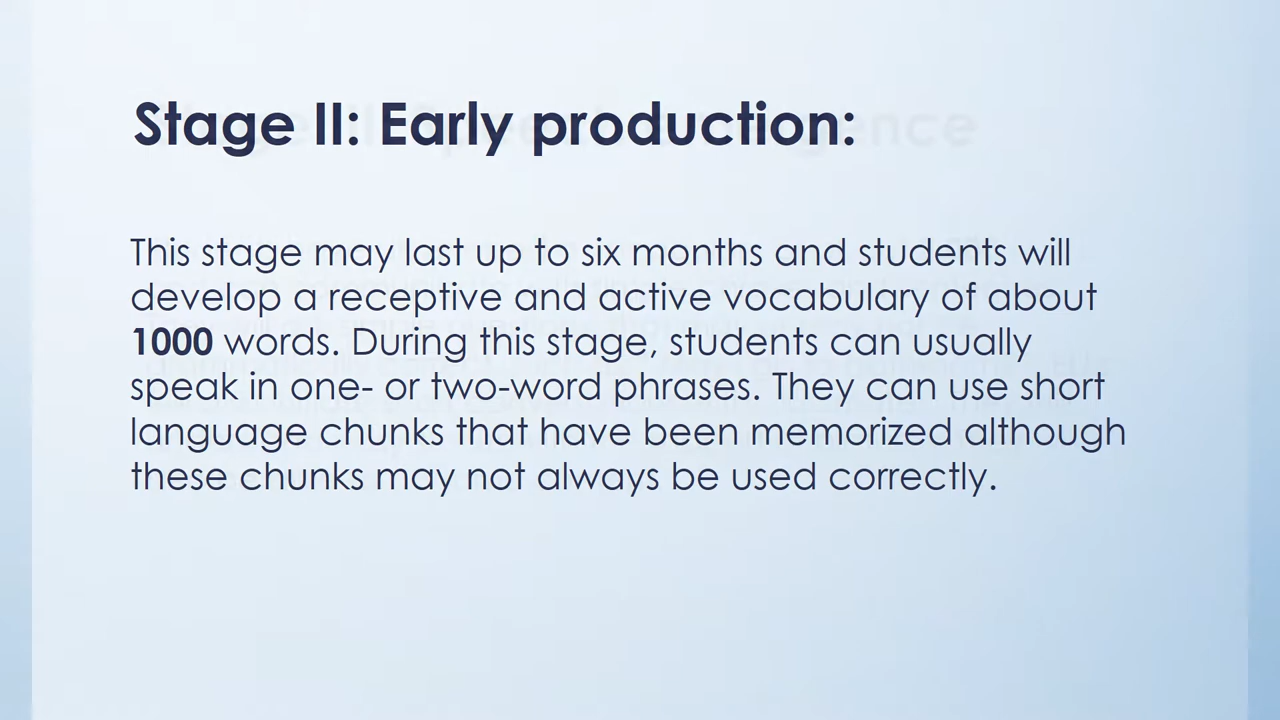 Stage II: Early production:
This stage may last up to six months and students will
develop a receptive and active vocabulary of about
1000 words. During this stage, students can usually
speak in one- or two-word phrases. They can use short
language chunks that have been memorized although
these chunks may not always be used correctly.